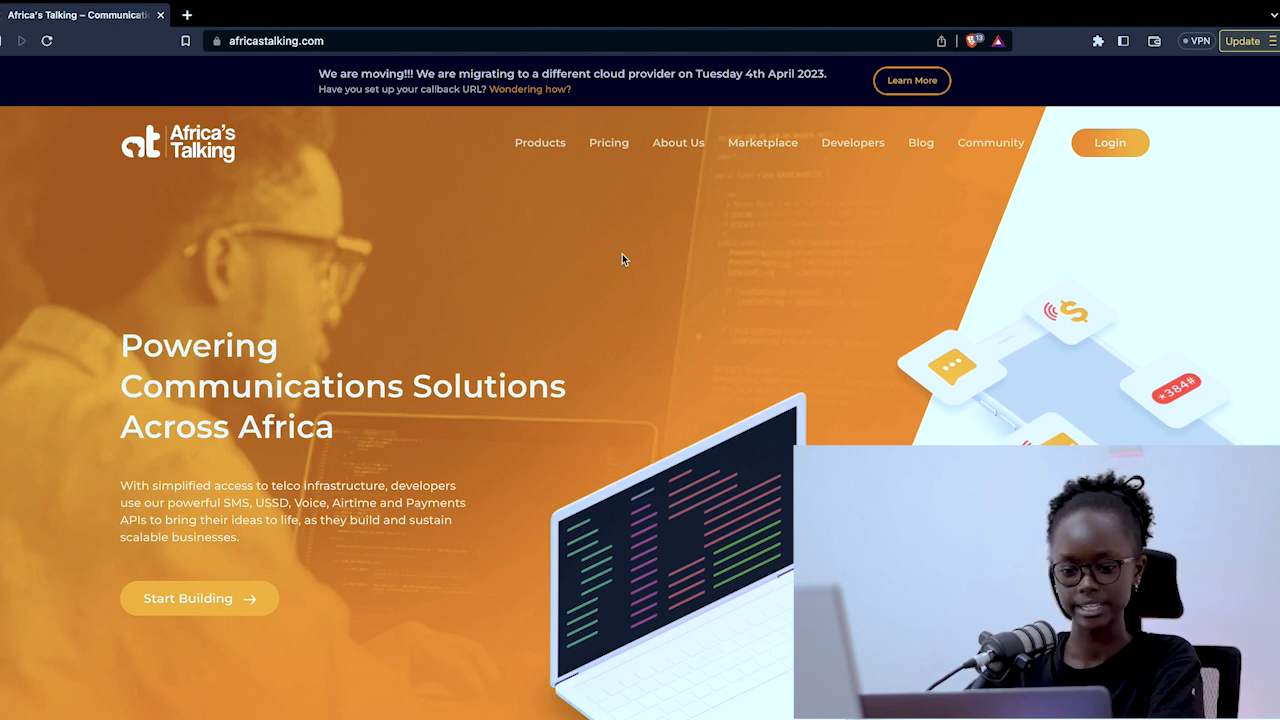 Africa's Talking – Communicati
africastalking.com
13
VPN
Update
We are moving!!! We are migrating to a different cloud provider on Tuesday 4th April 2023.
Have you set up your callback URL? Wondering how?
Learn More
at
Africa's
Talking
Products
Pricing
About Us
Marketplace
Developers
Blog
Community
Login
Powering
Communications Solutions
Across Africa
With simplified access to telco infrastructure, developers
use our powerful SMS, USSD, Voice, Airtime and Payments
APIs to bring their ideas to life, as they build and sustain
scalable businesses.
Start Building
$
*384#